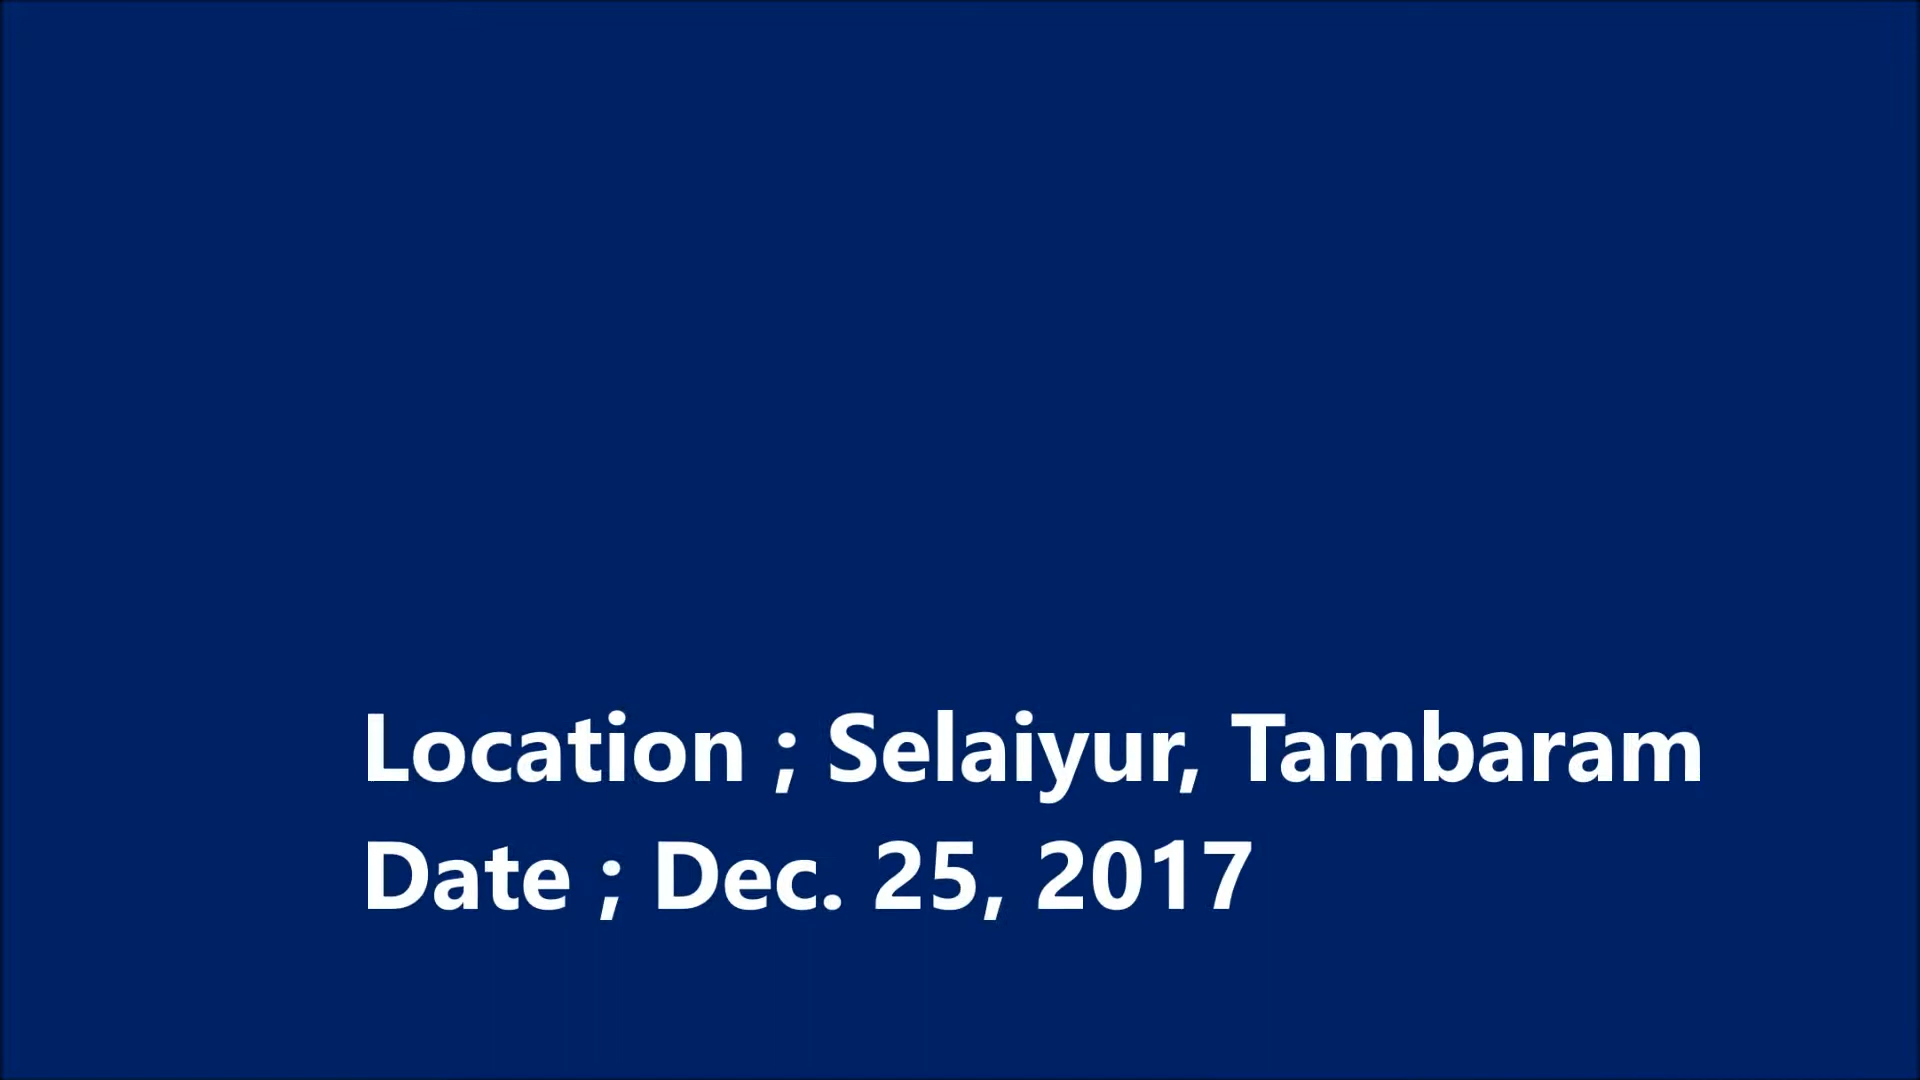 Location ; Selaiyur, Tambaram
Date ; Dec. 25, 2017